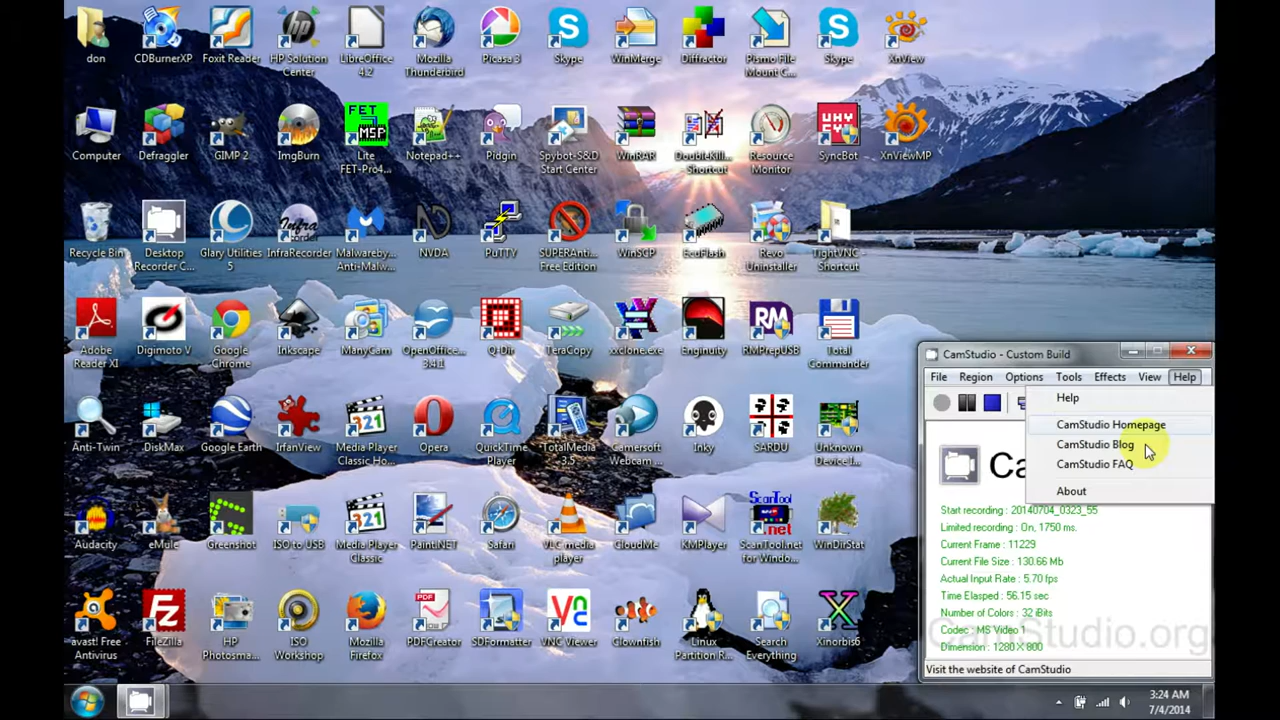 don
CDBurnerXP
Foxit Reader
HP Solution
Center
LibreOffice
4.2
Mozilla
Thunderbird
Picasa 3
Skype
WinMerge
Diffractor
Pismo File
Mount C...
Skype
XnView
Computer
Defraggler
GIMP 2
ImgBurn
FET
MSP
Lite
FET-Pro4...
Notepad++
Pidgin
Spybot-S&D
Start Center
WinRAR
DoubleKill...
- Shortcut
Resource
Monitor
SyncBot
XnViewMP
Recycle Bin
Desktop
Recorder C...
Glary Utilities
5
InfraRecorder
Malwareby...
Anti-Malw...
NVDA
PuTTY
SUPERAnti...
Free Edition
WinSCP
EcuFlash
Revo
Uninstaller
TightVNC -
Shortcut
Adobe
Reader XI
Digimoto V
Google
Chrome
Inkscape
ManyCam
OpenOffice...
3.4.1
Q-Dir
TeraCopy
xxclone.exe
Enginuity
RM
RMPrepUSB
Total
Commander
Anti-Twin
DiskMax
Google Earth
IrfanView
321
Media Player
Classic Ho...
Opera
QuickTime
Player
TotalMedia
3.5
Camersoft
Webcam ...
Inky
SARDU
Unknown
Device I...
Audacity
eMule
Greenshot
ISO to USB
321
Media Player
Classic
Paint.NET
Safari
VLC media
player
CloudMe
KMPlayer
ScanTool
.net
ScanTool.net
for Windo...
WinDirStat
avast! Free
Antivirus
FileZilla
HP
Photosma...
ISO
Workshop
Mozilla
Firefox
PDF
PDFCreator
SDFormatter
VNC Viewer
Clownfish
Linux
Partition R...
Search
Everything
Xinorbis6
CamStudio - Custom Build
File Region Options Tools Effects View Help
Help
CamStudio Homepage
CamStudio Blog
CamStudio FAQ
About
Ca
Start recording : 20140704_0323_55
Limited recording : On, 1750 ms.
Current Frame : 11229
Current File Size : 130.66 Mb
Actual Input Rate : 5.70 fps
Time Elasped : 56.15 sec
Number of Colors : 32 iBits
Codec : MS Video 1
Dimension : 1280 X 800
CamStudio.org
Visit the website of CamStudio
3:24 AM
7/4/2014